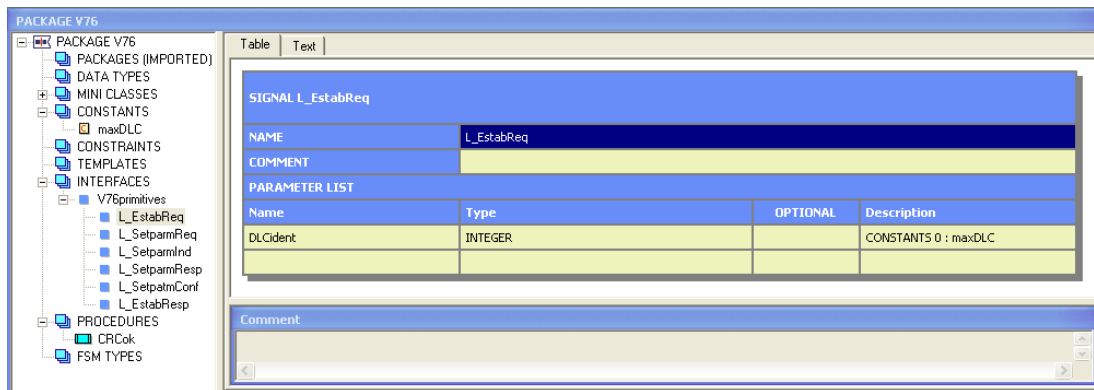 PACKAGE V76
PACKAGE V76
PACKAGES (IMPORTED)
DATA TYPES
MINI CLASSES
CONSTANTS
maxDLC
CONSTRAINTS
TEMPLATES
INTERFACES
V76primitives
L_EstabReq
L_SetparmReq
L_SetparmInd
L_SetparmResp
L_SetpatmConf
L_EstabResp
PROCEDURES
CRCok
FSM TYPES
Table Text
SIGNAL L_EstabReq
NAME L_EstabReq
COMMENT
PARAMETER LIST
Name Type OPTIONAL Description
DLCident INTEGER CONSTANTS 0 : maxDLC
Comment